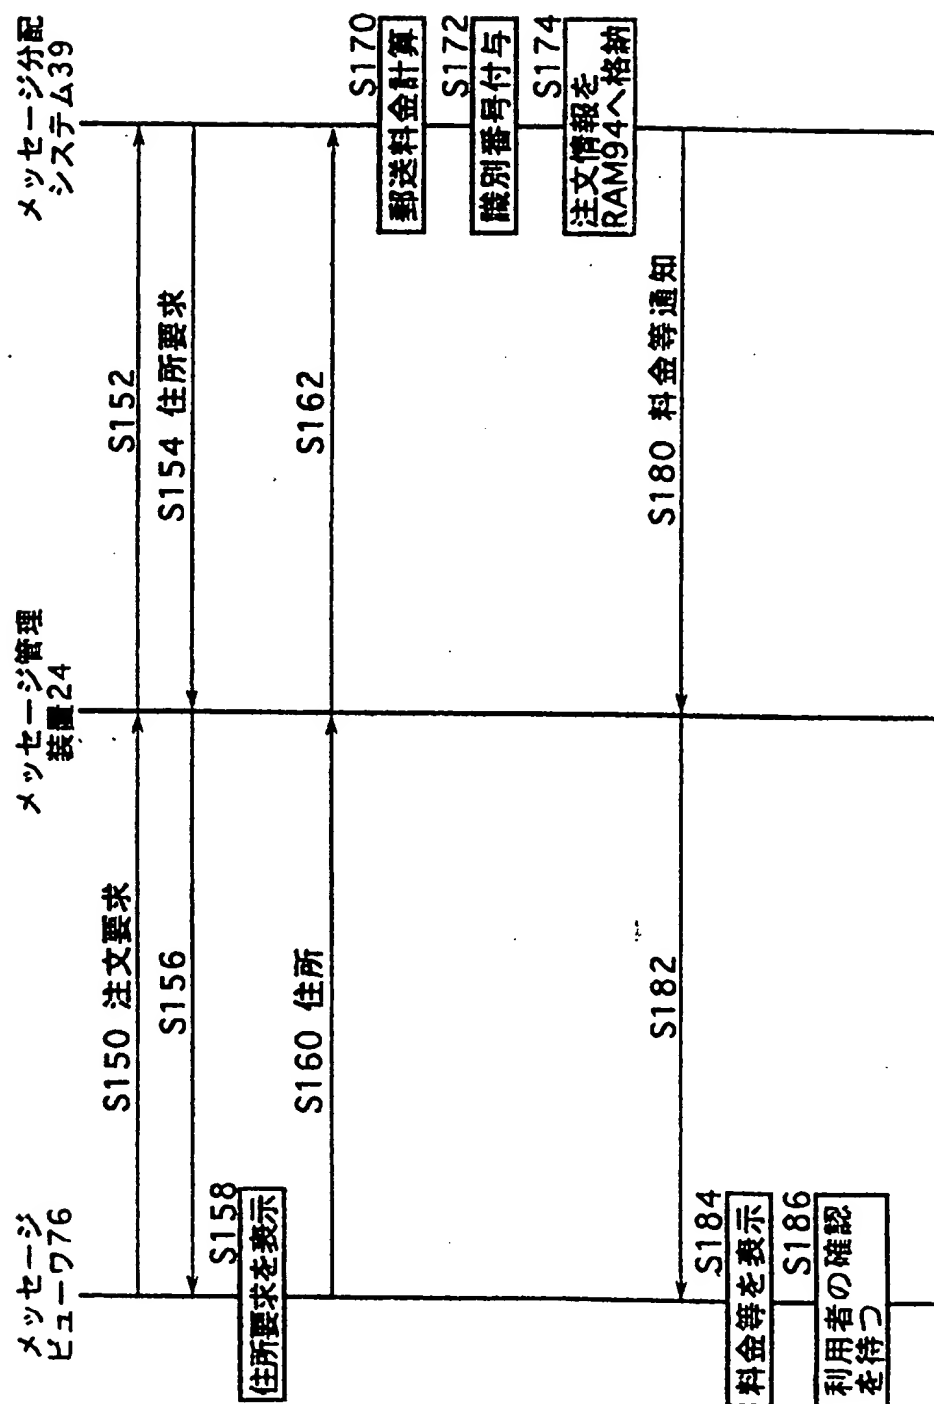 メッセージ
ビューワ76
メッセージ管理
装置24
メッセージ分配
システム39
S150 注文要求
S152
S154 住所要求
S156
S158
住所要求を表示
S160 住所
S162
S170
郵送料金計算
S172
識別番号付与
S174
注文情報を
RAM94へ格納
S180 料金等通知
S182
S184
料金等を表示
S186
利用者の確認
を待つ